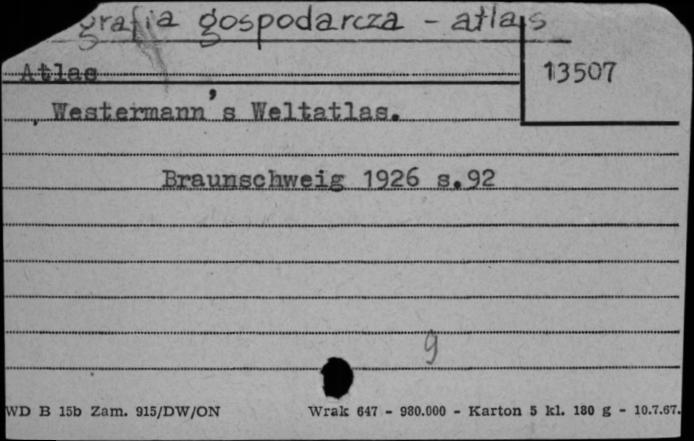 grafia gospodarcza - atlas
13507
Atlas
Westermann's Weltatlas.
Braunschweig 1926 s.92
9
WD B 15b Zam. 915/DW/ON Wrak 647 - 980.000 - Karton 5 kl. 180 g - 10.7.67.